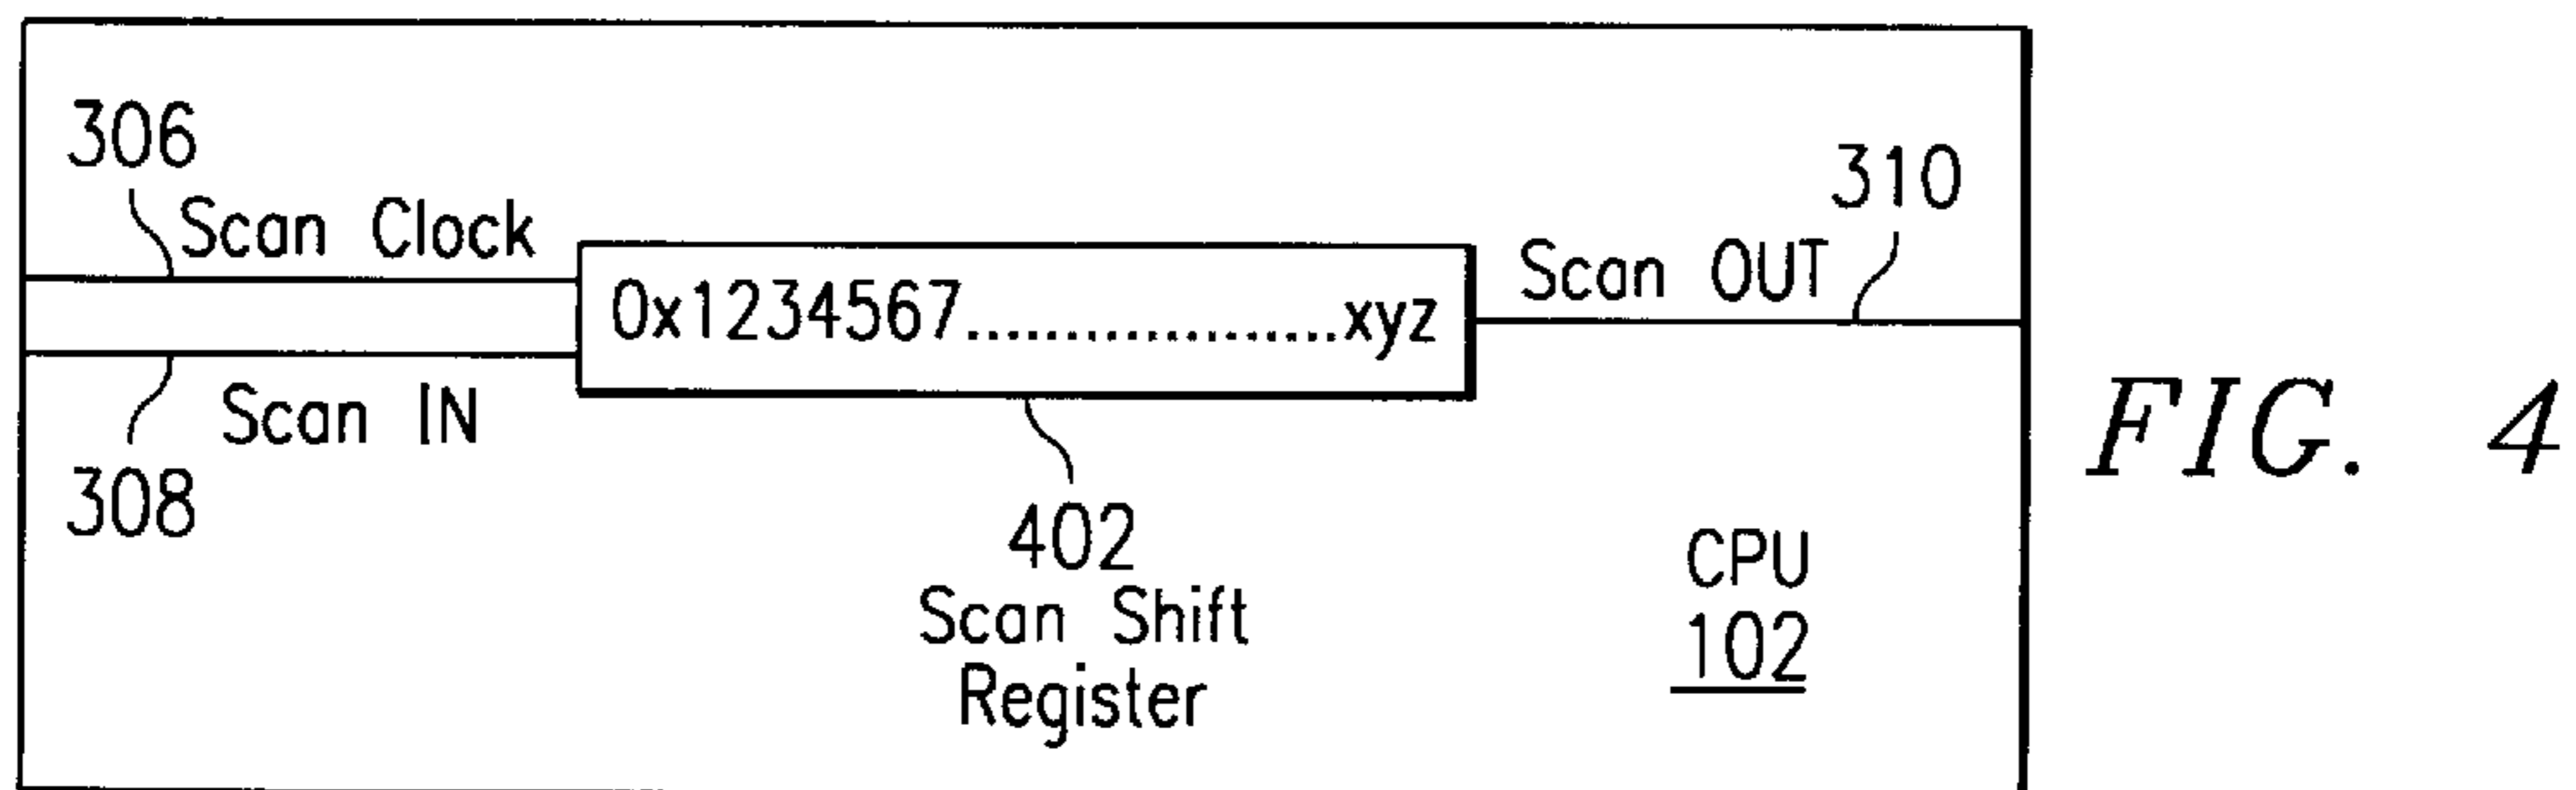 306
Scan Clock
310
Scan OUT
0x1234567...................xyz
Scan IN
308
402
Scan Shift
Register
CPU
102
FIG. 4